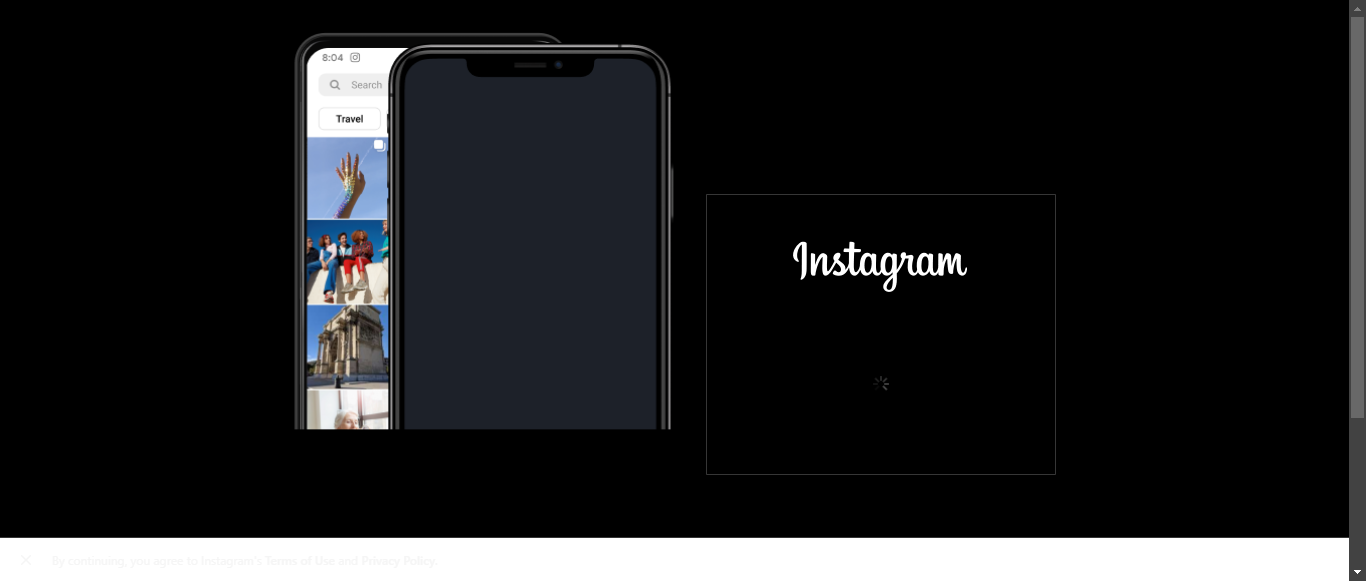 8:04
Search
Travel
Instagram
By continuing, you agree to Instagram's Terms of Use and Privacy Policy.